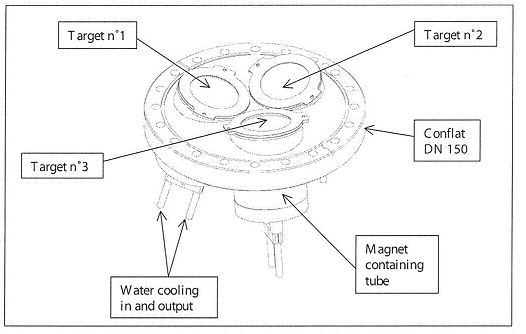 Target n°1
Target n°2
Conflat
DN 150
Target n°3
Magnet
containing
tube
Water cooling
in and output